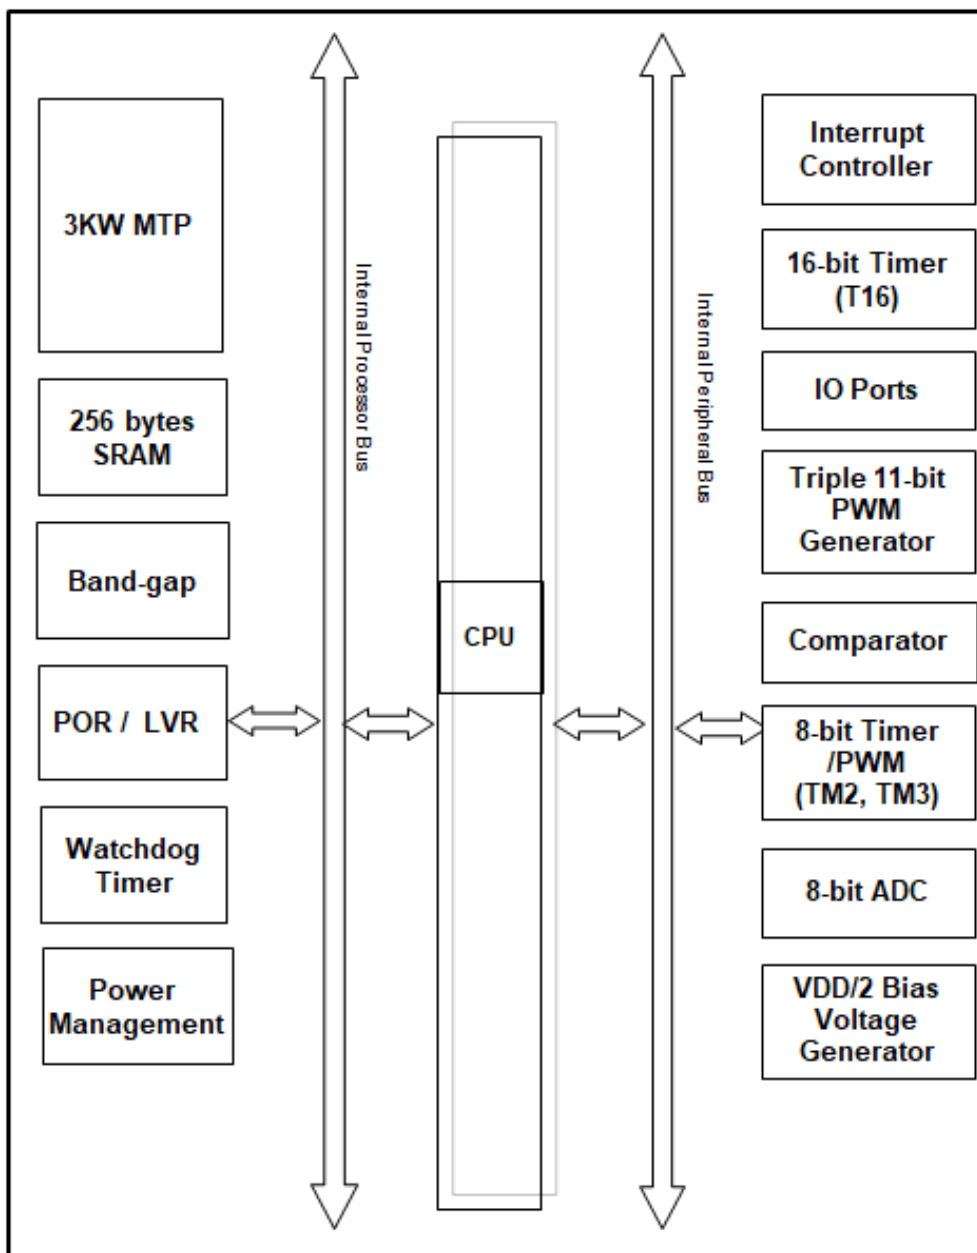 3KW MTP
256 bytes
SRAM
Band-gap
POR / LVR
Watchdog
Timer
Power
Management
Internal Processor Bus
CPU
Internal Peripheral Bus
Interrupt
Controller
16-bit Timer
(T16)
IO Ports
Triple 11-bit
PWM
Generator
Comparator
8-bit Timer
/PWM
(TM2, TM3)
8-bit ADC
VDD/2 Bias
Voltage
Generator